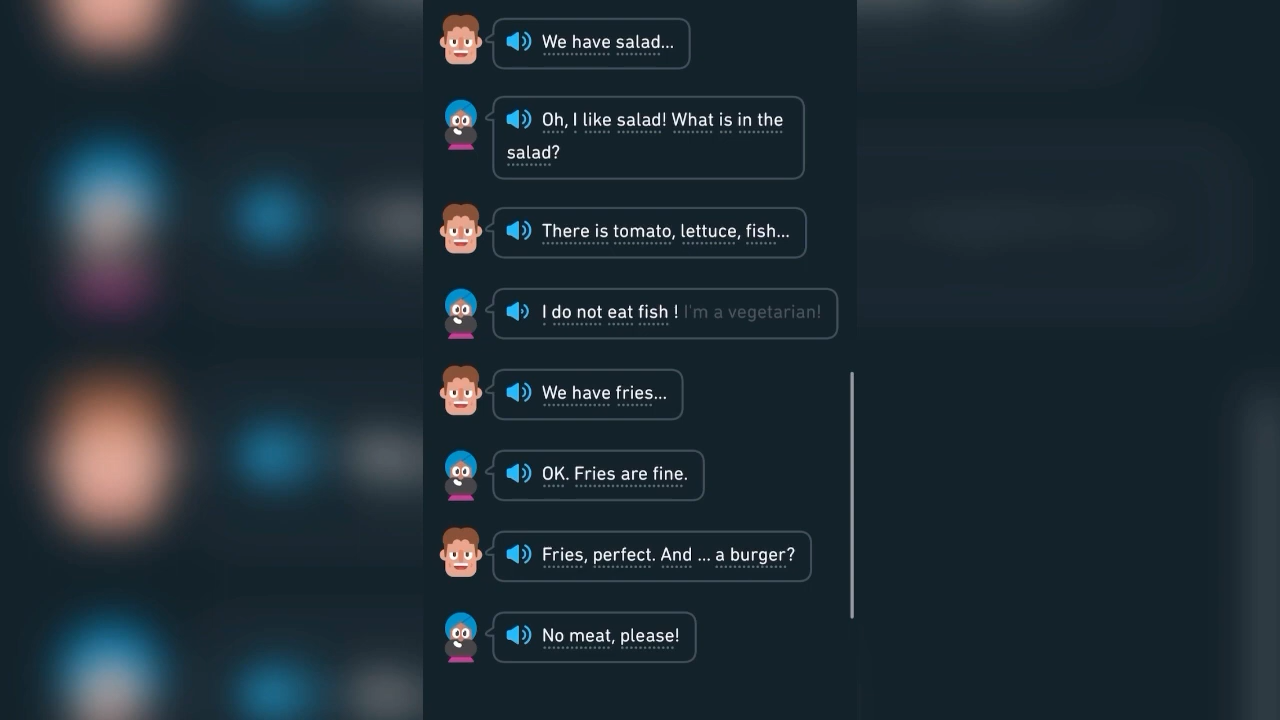 We have salad...
Oh, I like salad! What is in the
salad?
There is tomato, lettuce, fish...
I do not eat fish ! I'm a vegetarian!
We have fries...
OK. Fries are fine.
Fries, perfect. And ... a burger?
No meat, please!